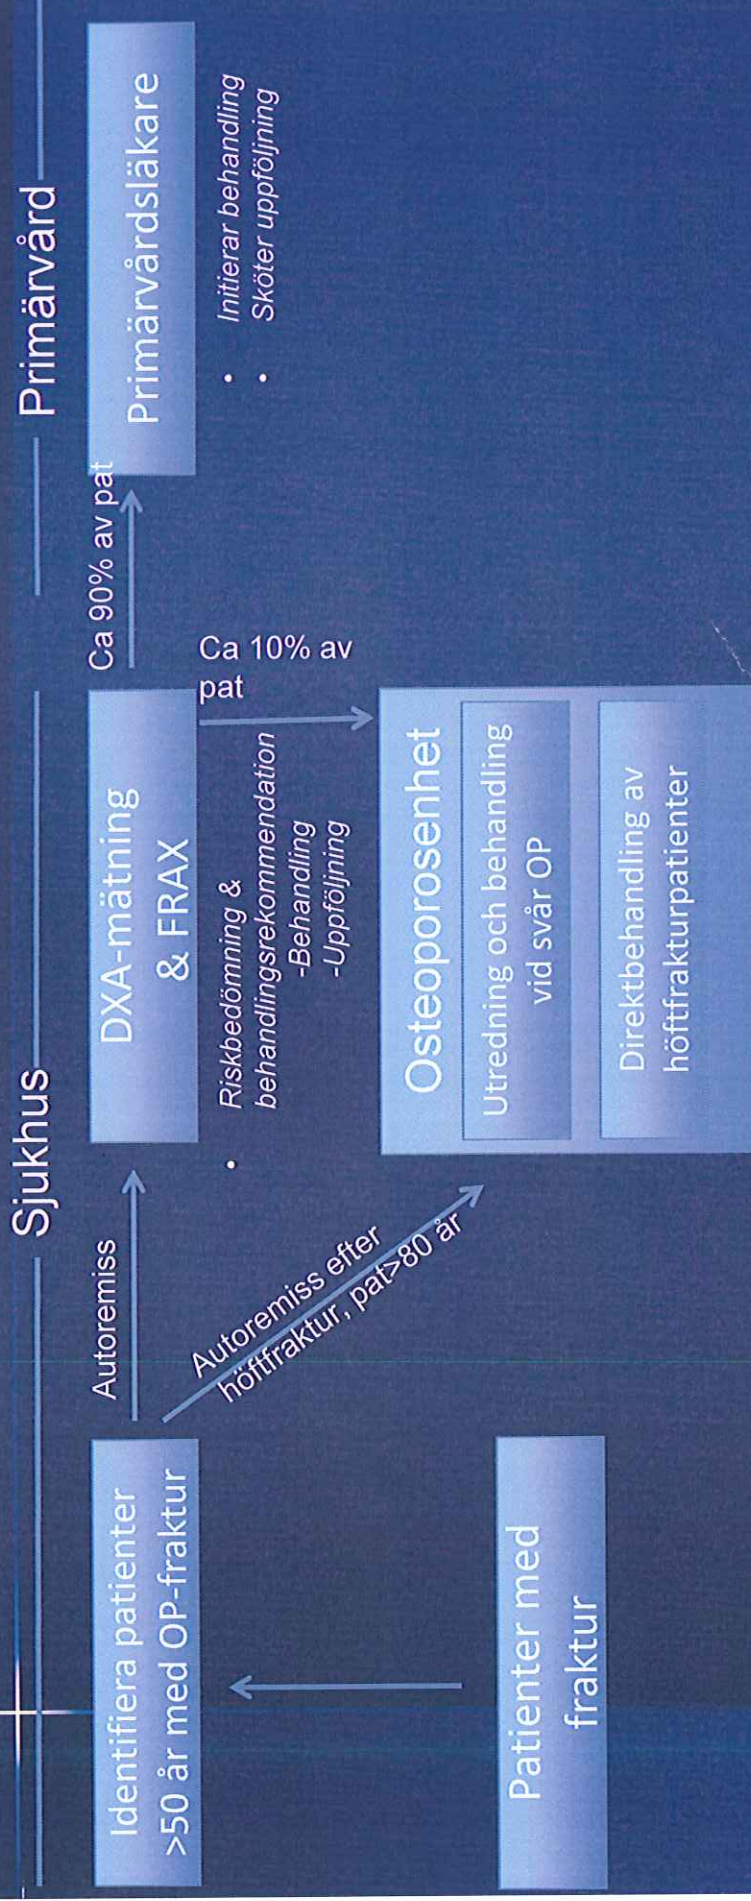 Sjukhus
Primärvård
Identifiera patienter
>50 år med OP-fraktur
Autoremiss
DXA-mätning
& FRAX
Ca 90% av pat
Primärvårdsläkare
• Initierar behandling
• Sköter uppföljning
• Riskbedömning &
behandlingsrekommendation
-Behandling
-Uppföljning
Ca 10% av
pat
Autoremiss efter
höftfraktur, pat>80 år
Patienter med
fraktur
Osteoporosenhet
Utredning och behandling
vid svår OP
Direktbehandling av
höftfrakturpatienter